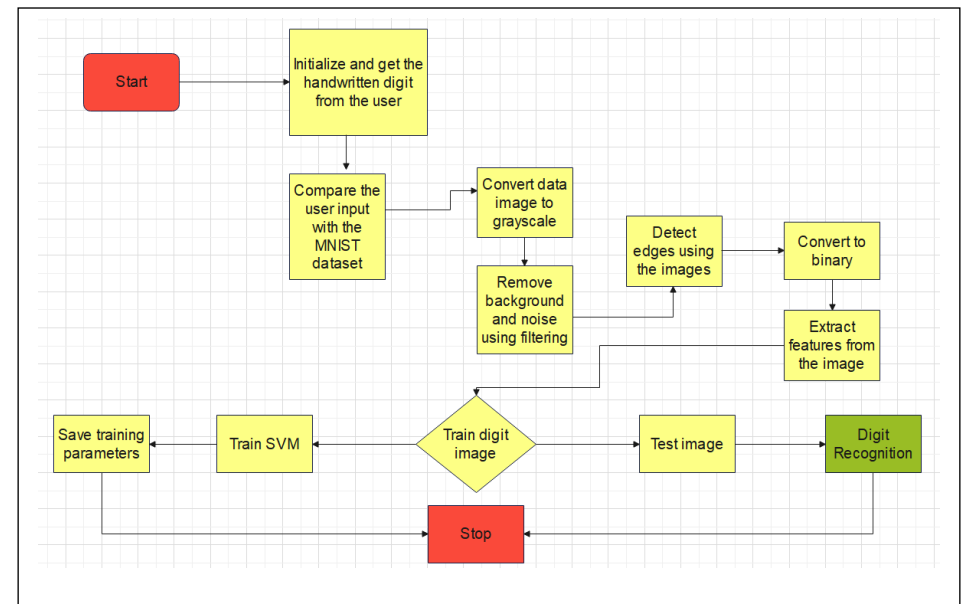 Start
Initialize and get the
handwritten digit
from the user
Compare the
user input
with the
MNIST
dataset
Convert data
image to
grayscale
Remove
background
and noise
using filtering
Detect
edges using
the images
Convert to
binary
Extract
features from
the image
Train digit
image
Train SVM
Save training
parameters
Test image
Digit
Recognition
Stop